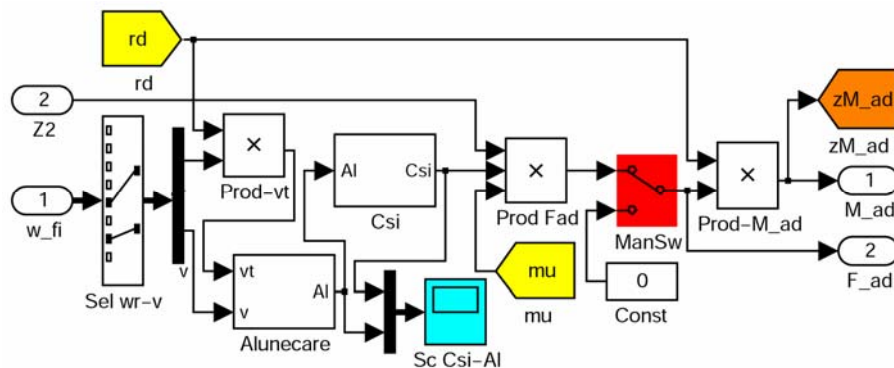 rd
rd
2
Z2
1
w_fi
Sel wr-v
v
×
Prod-vt
vt
v
Al
Alunecare
Al
Csi
Csi
Sc Csi-Al
×
Prod Fad
mu
mu
ManSw
0
Const
×
Prod-M_ad
zM_ad
zM_ad
1
M_ad
2
F_ad